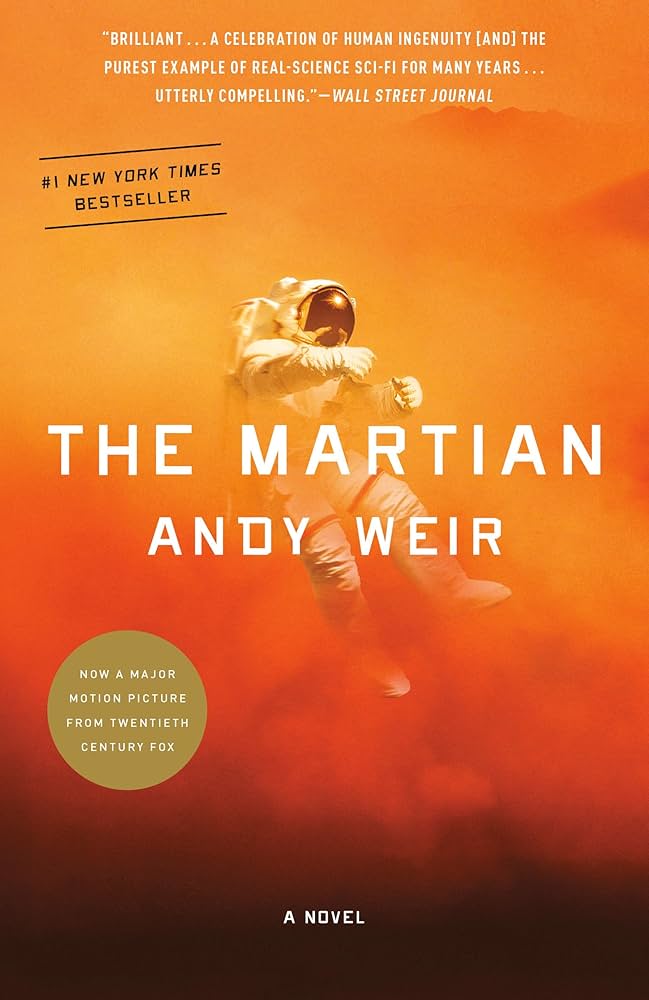 “BRILLIANT . . . A CELEBRATION OF HUMAN INGENUITY [AND] THE
PUREST EXAMPLE OF REAL-SCIENCE SCI-FI FOR MANY YEARS . . .
UTTERLY COMPELLING.”—WALL STREET JOURNAL
#1 NEW YORK TIMES
BESTSELLER
THE MARTIAN
ANDY WEIR
NOW A MAJOR
MOTION PICTURE
FROM TWENTIETH
CENTURY FOX
A NOVEL